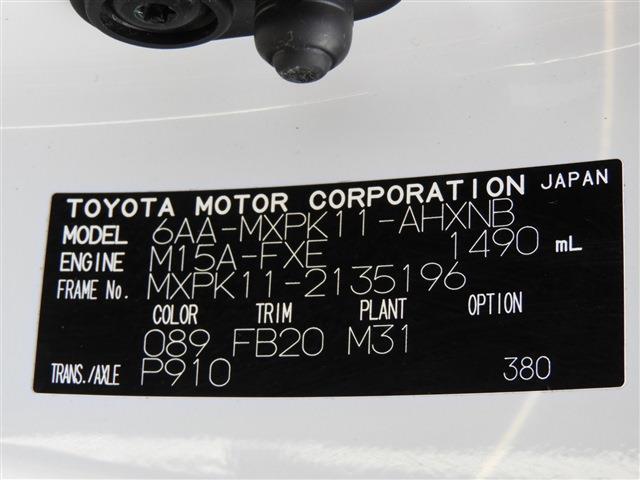 TOYOTA MOTOR CORPORATION JAPAN
MODEL 6AA-MXPK11-AHXNB
ENGINE M15A-FXE 1490 mL
FRAME No. MXPK11-2135196
COLOR TRIM PLANT OPTION
089 FB20 M31
TRANS./AXLE P910 380